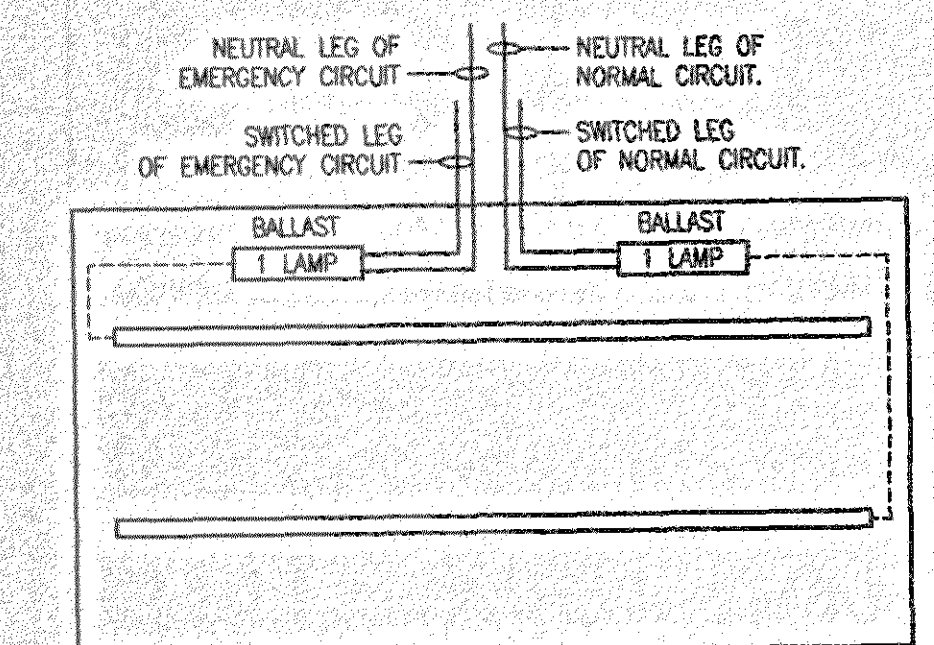 NEUTRAL LEG OF
EMERGENCY CIRCUIT
NEUTRAL LEG OF
NORMAL CIRCUIT.
SWITCHED LEG
OF EMERGENCY CIRCUIT
SWITCHED LEG
OF NORMAL CIRCUIT.
BALLAST
1 LAMP
BALLAST
1 LAMP